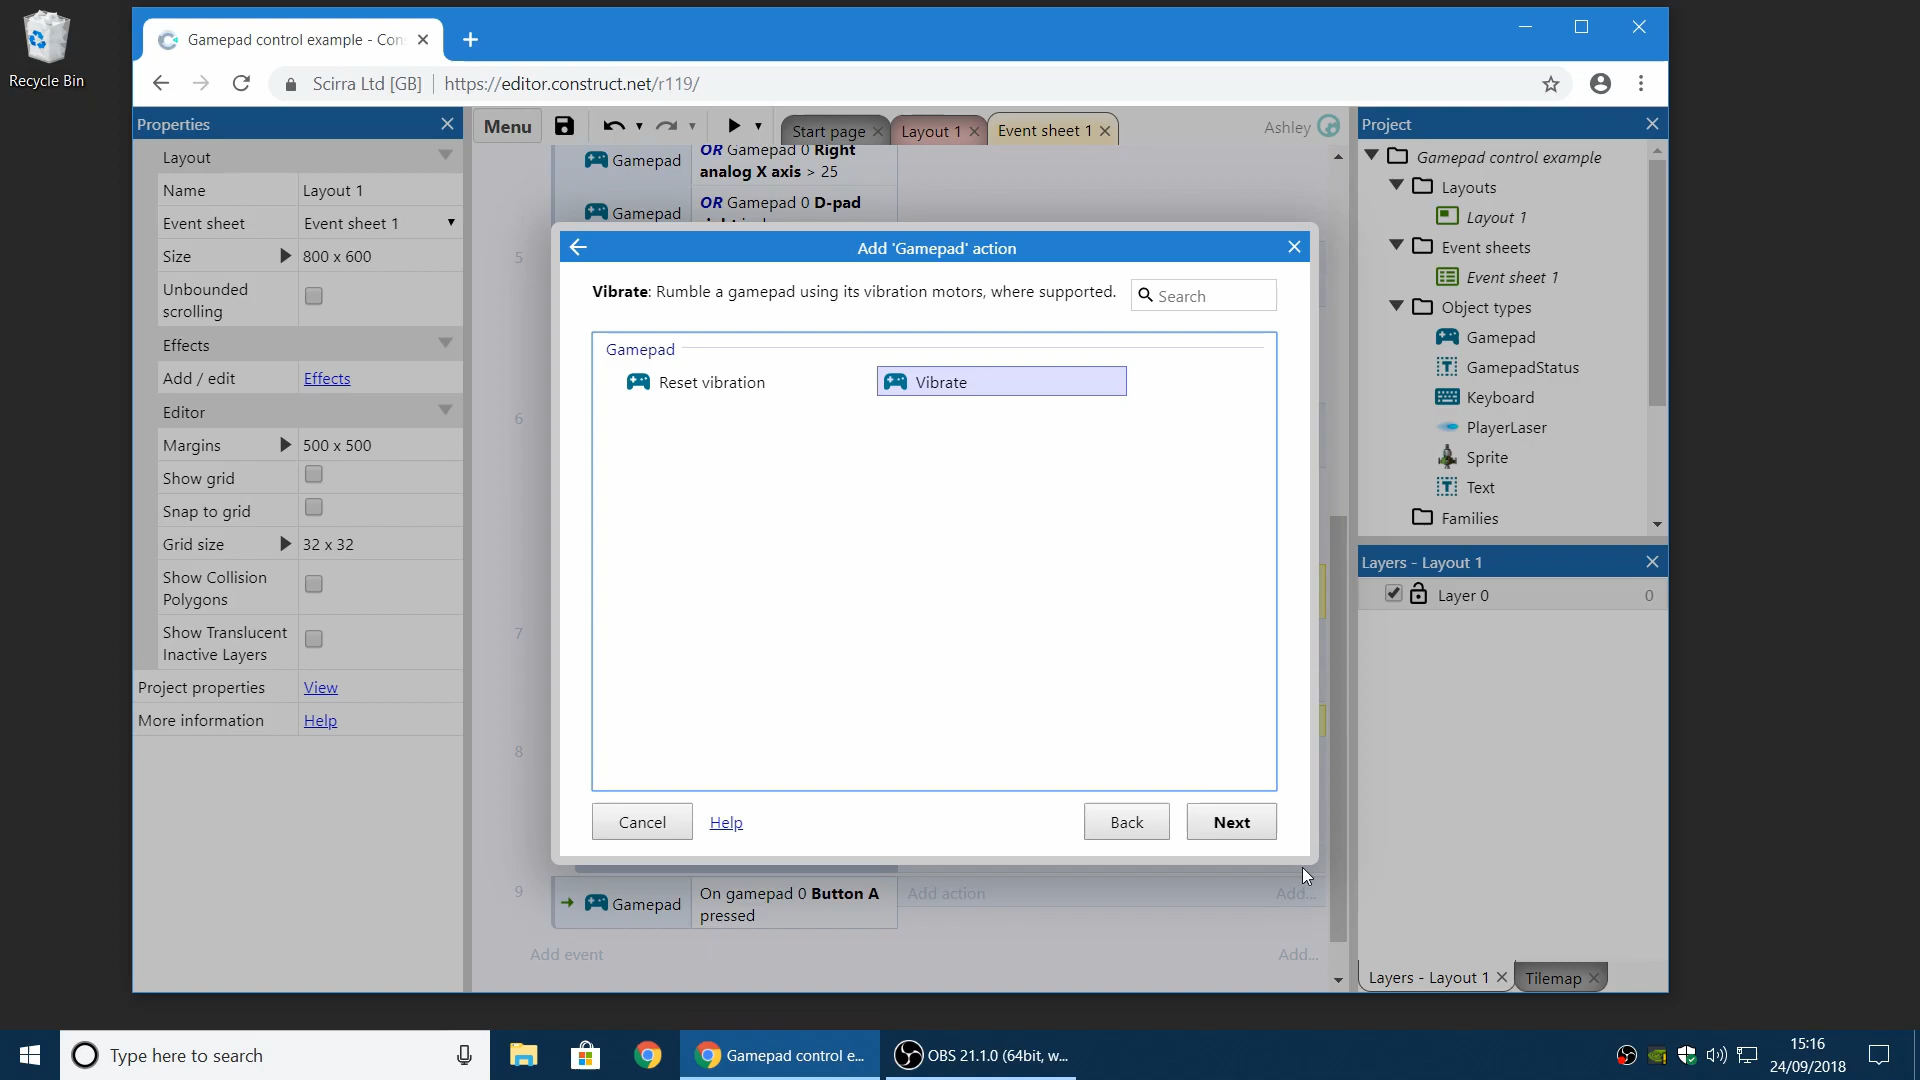 Recycle Bin
Gamepad control example - Con
Scirra Ltd [GB]
https://editor.construct.net/r119/
Properties
Layout
Name Layout 1
Event sheet Event sheet 1
Size 800 x 600
Unbounded
scrolling
Effects
Add / edit Effects
Editor
Margins 500 x 500
Show grid
Snap to grid
Grid size 32 x 32
Show Collision
Polygons
Show Translucent
Inactive Layers
Project properties View
More information Help
Menu
Start page
Layout 1
Event sheet 1
Ashley
Gamepad
OR Gamepad 0 Right
analog X axis > 25
Gamepad
OR Gamepad 0 D-pad
5
6
7
8
Add 'Gamepad' action
Vibrate: Rumble a gamepad using its vibration motors, where supported.
Search
Gamepad
Reset vibration
Vibrate
Cancel
Help
Back
Next
9
Gamepad
On gamepad 0 Button A
pressed
Add action
Add...
Add event
Add...
Project
Gamepad control example
Layouts
Layout 1
Event sheets
Event sheet 1
Object types
Gamepad
GamepadStatus
Keyboard
PlayerLaser
Sprite
Text
Families
Layers - Layout 1
Layer 0 0
Layers - Layout 1
Tilemap
Type here to search
Gamepad control e...
OBS 21.1.0 (64bit, w...
15:16
24/09/2018